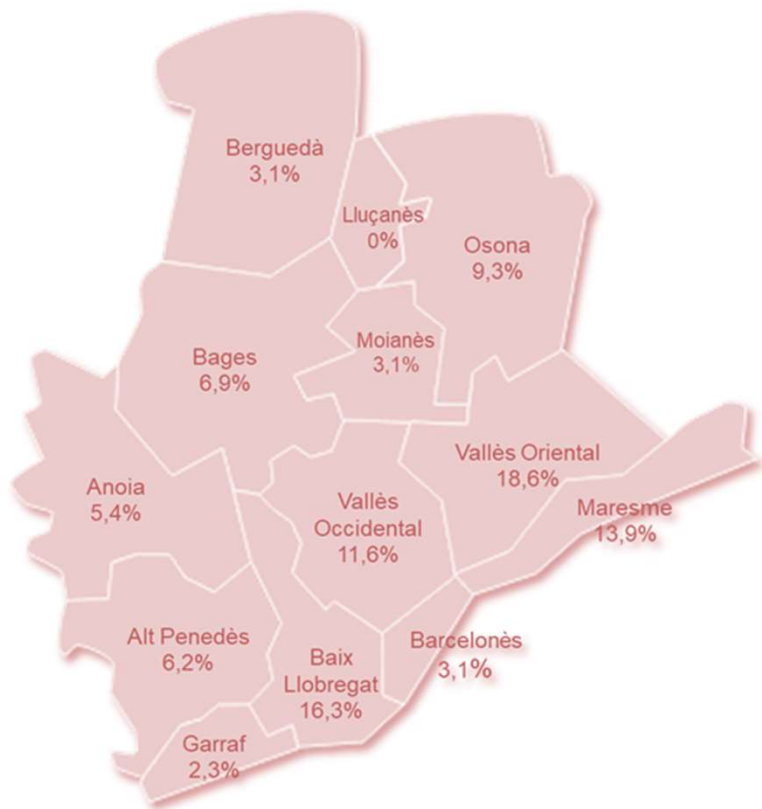 Berguedà
3,1%
Lluçanès
0%
Osona
9,3%
Bages
6,9%
Moianès
3,1%
Anoia
5,4%
Vallès Oriental
18,6%
Maresme
13,9%
Vallès
Occidental
11,6%
Alt Penedès
6,2%
Baix
Llobregat
16,3%
Barcelonès
3,1%
Garraf
2,3%